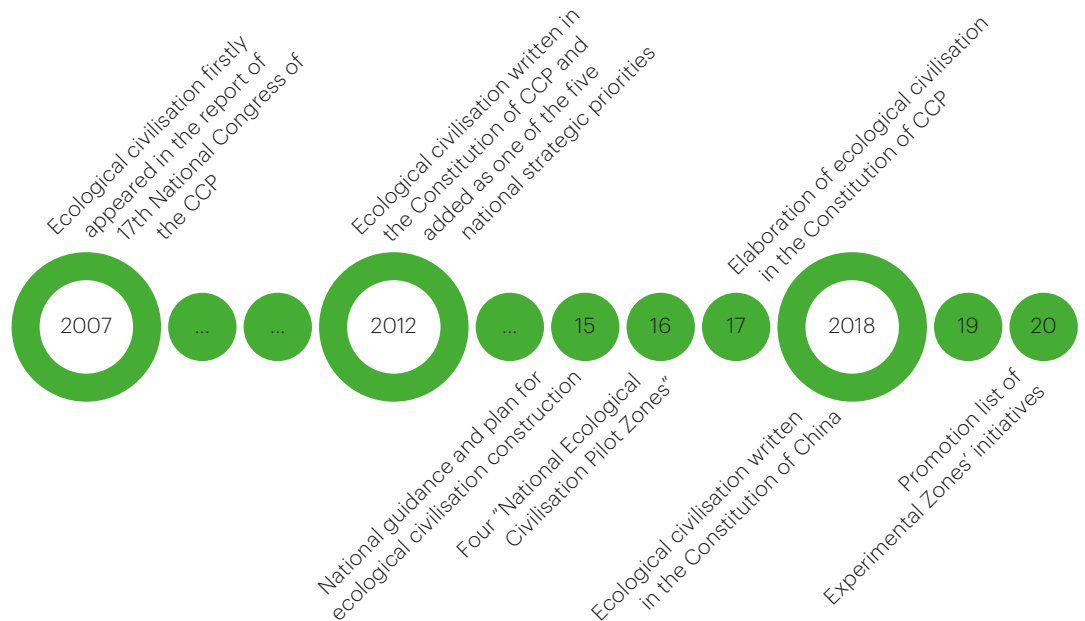 Ecological civilisation firstly
appeared in the report of
17th National Congress of
the CCP
Ecological civilisation written in
the Constitution of CCP and
added as one of the five
national strategic priorities
Elaboration of ecological civilisation
in the Constitution of CCP
2007
...
...
2012
...
15
16
17
2018
19
20
National guidance and plan for
ecological civilisation construction
Four “National Ecological
Civilisation Pilot Zones”
Ecological civilisation written
in the Constitution of China
Promotion list of
Experimental Zones’ initiatives